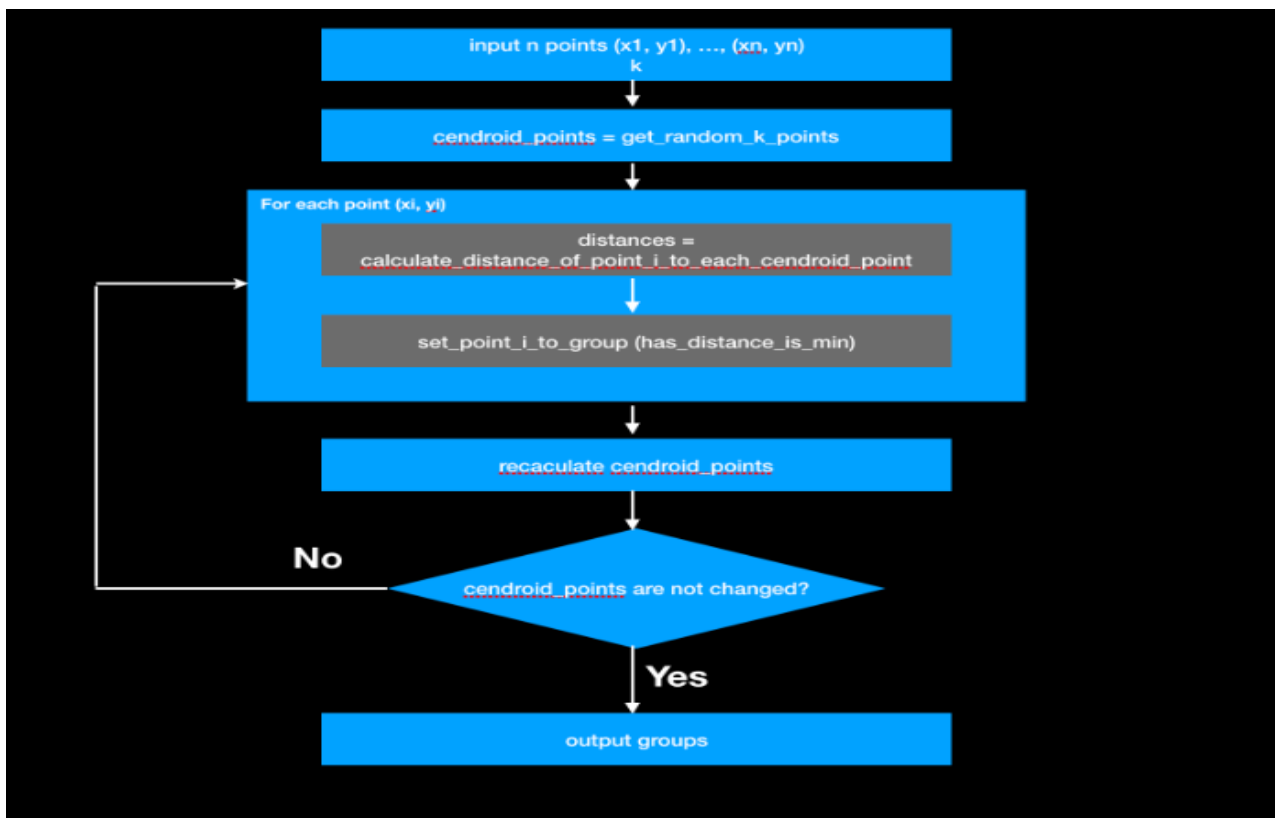 input n points (x1, y1), ..., (xn, yn)
k
cendroid_points = get_random_k_points
For each point (xi, yi)
distances =
calculate_distance_of_point_i_to_each_cendroid_point
set_point_i_to_group (has_distance_is_min)
recaculate cendroid_points
cendroid_points are not changed?
No
Yes
output groups